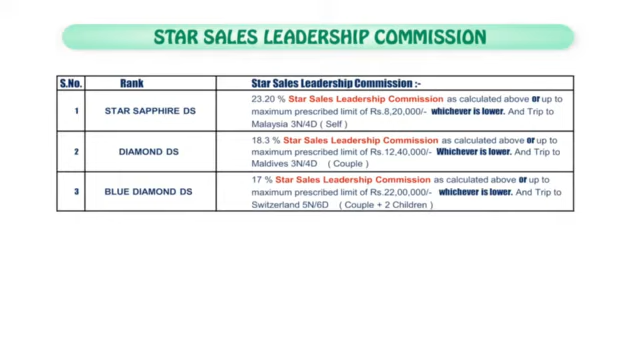 STAR SALES LEADERSHIP COMMISSION
S.No. Rank Star Sales Leadership Commission :-
1 STAR SAPPHIRE DS 23.20 % Star Sales Leadership Commission as calculated above or up to
maximum prescribed limit of Rs.8,20,000/- whichever is lower. And Trip to
Malaysia 3N/4D ( Self)
2 DIAMOND DS 18.3 % Star Sales Leadership Commission as calculated above or up to
maximum prescribed limit of Rs.12,40,000/- Whichever is lower. And Trip to
Maldives 3N/4D ( Couple)
3 BLUE DIAMOND DS 17 % Star Sales Leadership Commission as calculated above or up to
maximum prescribed limit of Rs.22,00,000/- whichever is lower. And Trip to
Switzerland 5N/6D ( Couple + 2 Children)